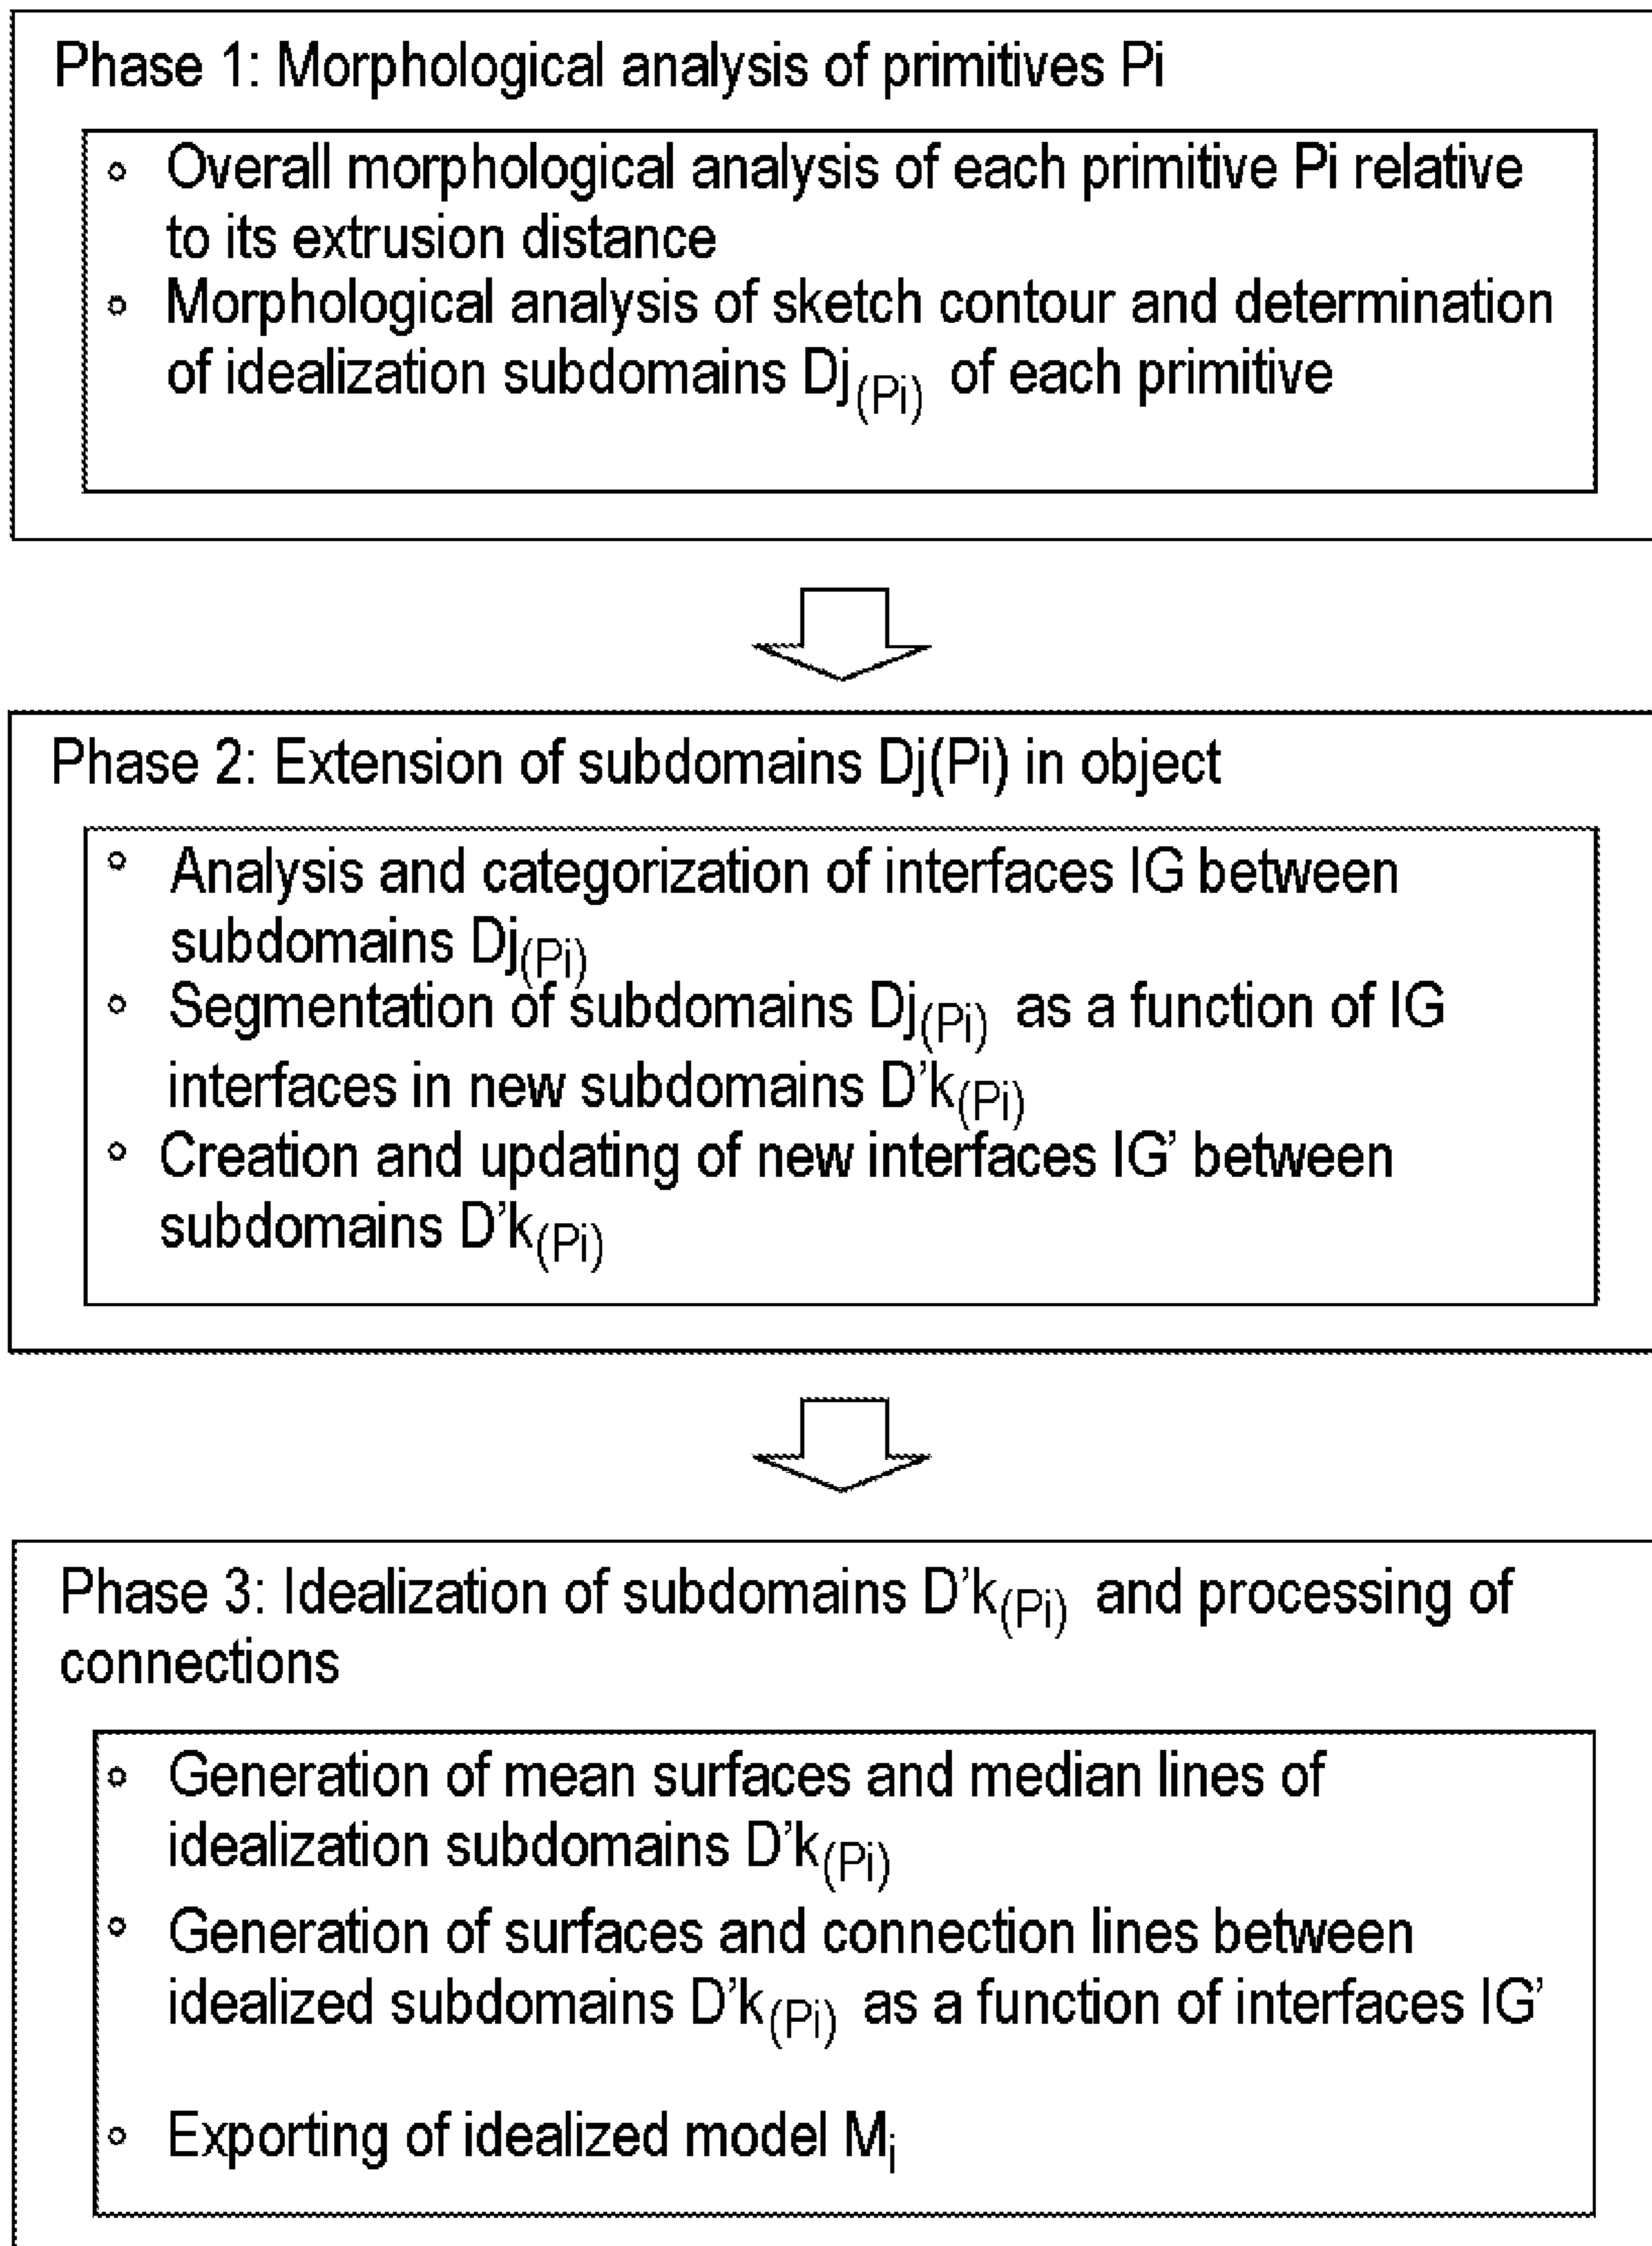 Phase 1: Morphological analysis of primitives Pi
◦ Overall morphological analysis of each primitive Pi relative
to its extrusion distance
◦ Morphological analysis of sketch contour and determination
of idealization subdomains Dj(Pi) of each primitive
Phase 2: Extension of subdomains Dj(Pi) in object
◦ Analysis and categorization of interfaces IG between
subdomains Dj(Pi)
◦ Segmentation of subdomains Dj(Pi) as a function of IG
interfaces in new subdomains D’k(Pi)
◦ Creation and updating of new interfaces IG’ between
subdomains D’k(Pi)
Phase 3: Idealization of subdomains D’k(Pi) and processing of
connections
◦ Generation of mean surfaces and median lines of
idealization subdomains D’k(Pi)
◦ Generation of surfaces and connection lines between
idealized subdomains D’k(Pi) as a function of interfaces IG’
◦ Exporting of idealized model Mi